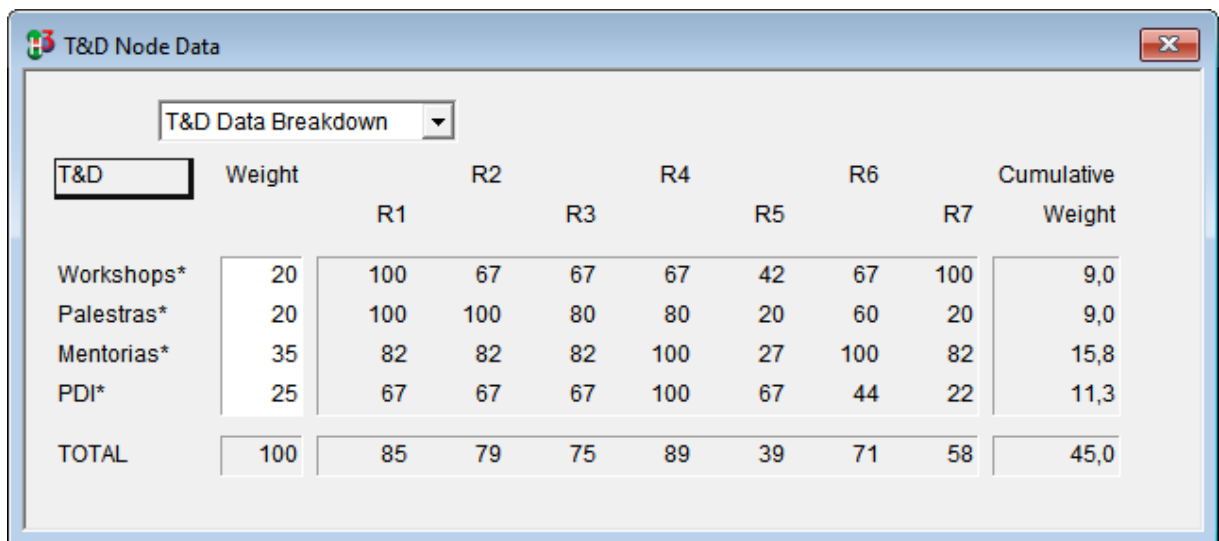 T&D Node Data
T&D Data Breakdown
T&D Weight R2 R4 R6 Cumulative
R1 R3 R5 R7 Weight
Workshops* 20 100 67 67 67 42 67 100 9,0
Palestras* 20 100 100 80 80 20 60 20 9,0
Mentorias* 35 82 82 82 100 27 100 82 15,8
PDI* 25 67 67 67 100 67 44 22 11,3
TOTAL 100 85 79 75 89 39 71 58 45,0